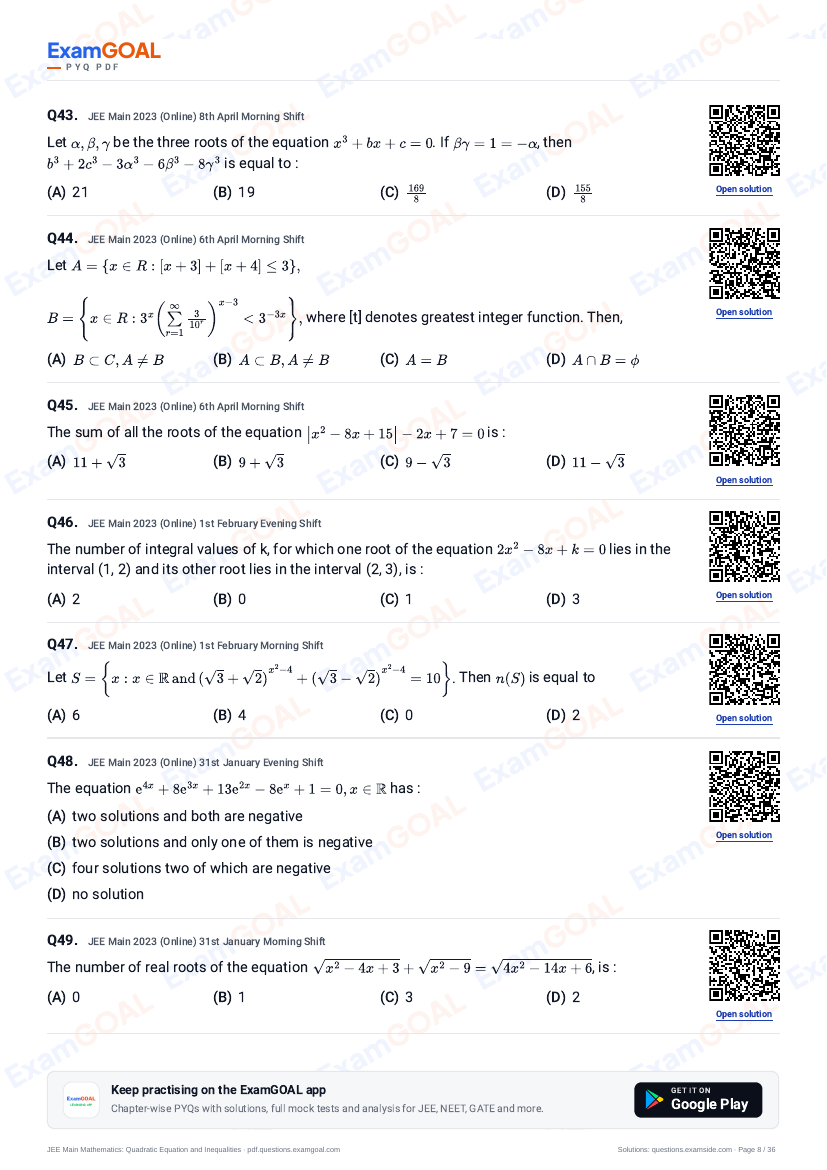 ExamGOAL
PYQ PDF
Q43. JEE Main 2023 (Online) 8th April Morning Shift
Let α, β, γ be the three roots of the equation x³ + bx + c = 0. If βγ = 1 = −α, then
b³ + 2c³ − 3α³ − 6β³ − 8γ³ is equal to :
(A) 21 (B) 19 (C) 169/8 (D) 155/8
Open solution
Q44. JEE Main 2023 (Online) 6th April Morning Shift
Let A = {x ∈ R : [x + 3] + [x + 4] ≤ 3},
B = {x ∈ R : 3^x (∑_{r=1}^{∞} 3/10^r)^{x−3} < 3^{−3x}}, where [t] denotes greatest integer function. Then,
(A) B ⊂ C, A ≠ B (B) A ⊂ B, A ≠ B (C) A = B (D) A ∩ B = ϕ
Open solution
Q45. JEE Main 2023 (Online) 6th April Morning Shift
The sum of all the roots of the equation |x² − 8x + 15| − 2x + 7 = 0 is :
(A) 11 + √3 (B) 9 + √3 (C) 9 − √3 (D) 11 − √3
Open solution
Q46. JEE Main 2023 (Online) 1st February Evening Shift
The number of integral values of k, for which one root of the equation 2x² − 8x + k = 0 lies in the
interval (1, 2) and its other root lies in the interval (2, 3), is :
(A) 2 (B) 0 (C) 1 (D) 3
Open solution
Q47. JEE Main 2023 (Online) 1st February Morning Shift
Let S = {x : x ∈ ℝ and (√3 + √2)^{x²−4} + (√3 − √2)^{x²−4} = 10}. Then n(S) is equal to
(A) 6 (B) 4 (C) 0 (D) 2
Open solution
Q48. JEE Main 2023 (Online) 31st January Evening Shift
The equation e^{4x} + 8e^{3x} + 13e^{2x} − 8e^x + 1 = 0, x ∈ ℝ has :
(A) two solutions and both are negative
(B) two solutions and only one of them is negative
(C) four solutions two of which are negative
(D) no solution
Open solution
Q49. JEE Main 2023 (Online) 31st January Morning Shift
The number of real roots of the equation √(x² − 4x + 3) + √(x² − 9) = √(4x² − 14x + 6), is :
(A) 0 (B) 1 (C) 3 (D) 2
Open solution
Keep practising on the ExamGOAL app
Chapter-wise PYQs with solutions, full mock tests and analysis for JEE, NEET, GATE and more.
ExamGOAL
GET IT ON
Google Play
JEE Main Mathematics: Quadratic Equation and Inequalities · pdf.questions.examgoal.com
Solutions: questions.examside.com · Page 8 / 36